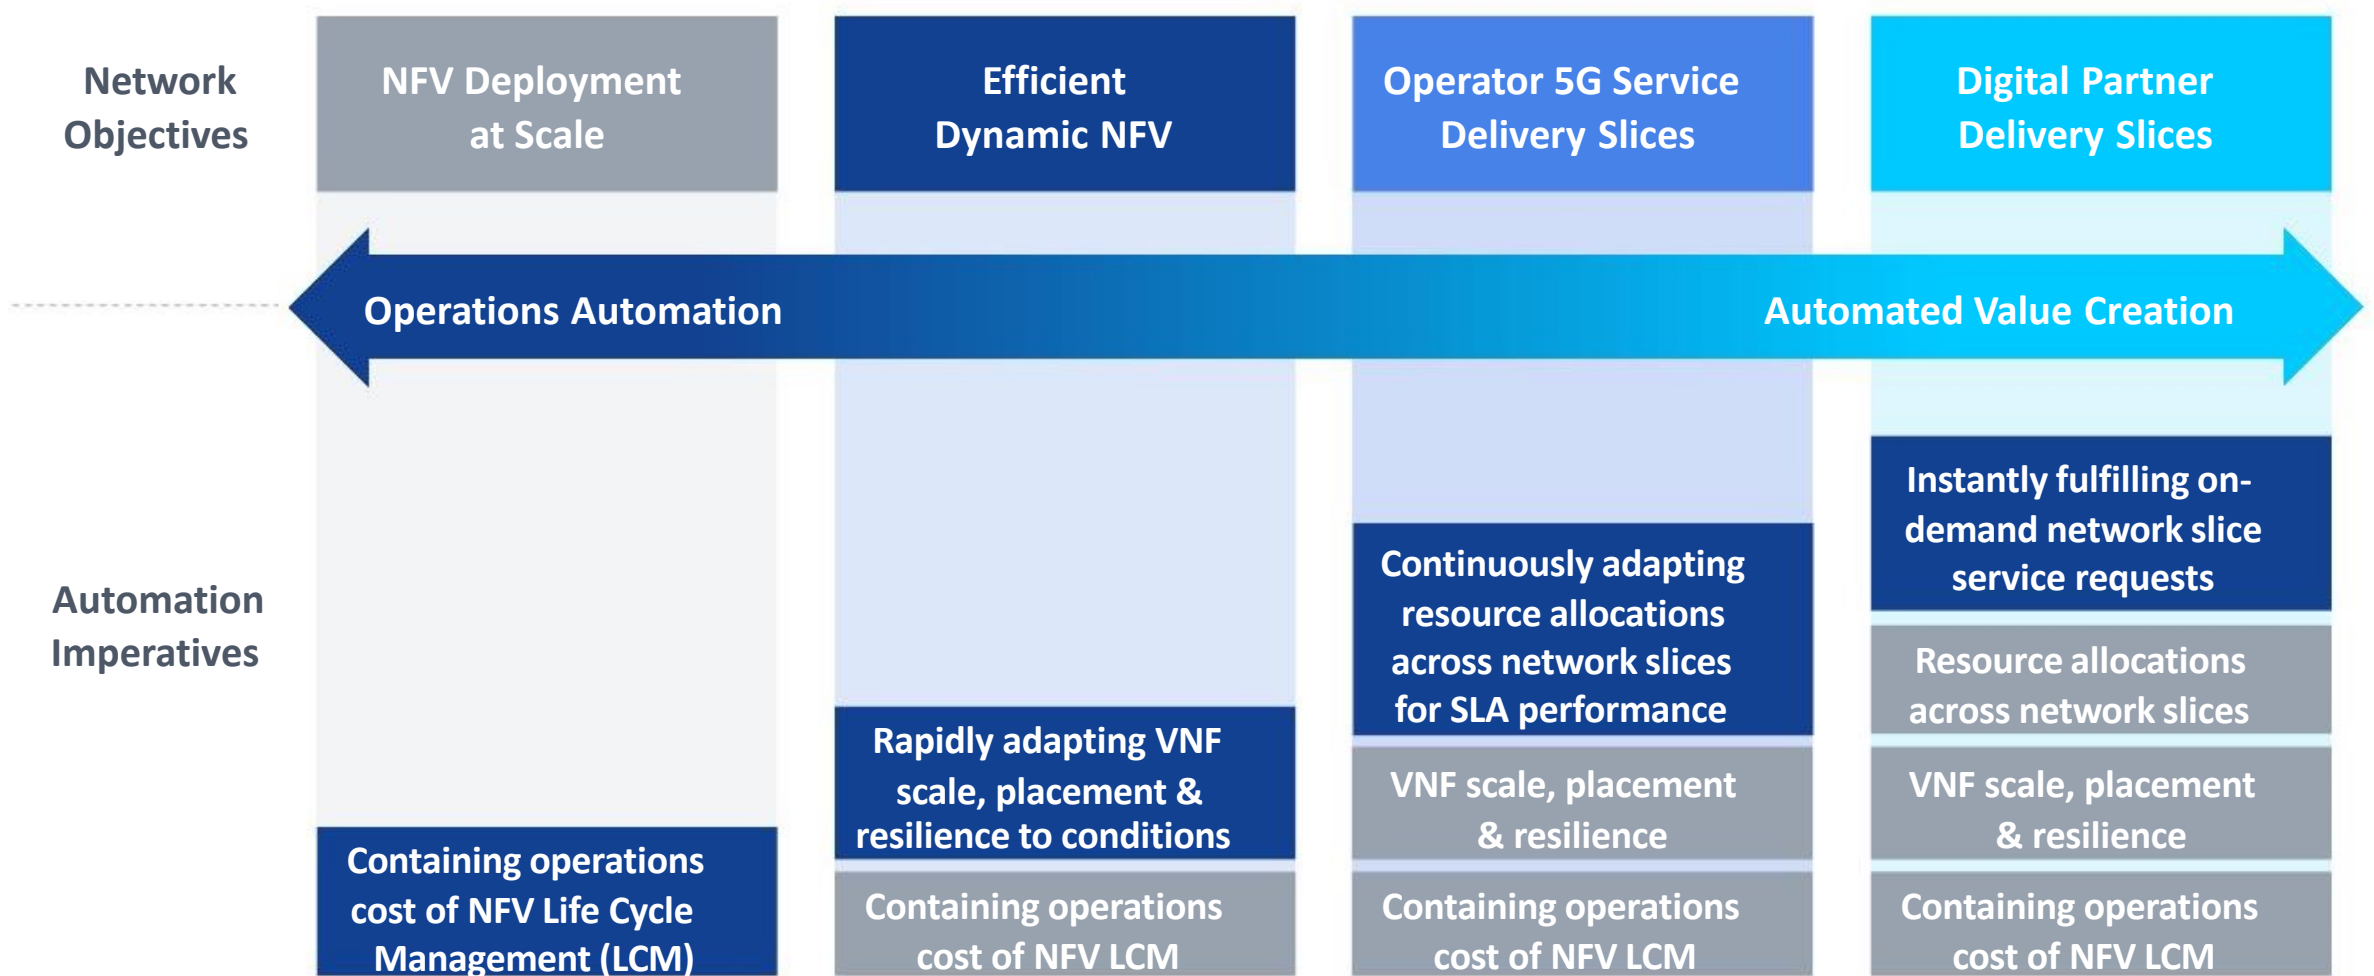 Network
Objectives
NFV Deployment
at Scale
Efficient
Dynamic NFV
Operator 5G Service
Delivery Slices
Digital Partner
Delivery Slices
Operations Automation
Automated Value Creation
Automation
Imperatives
Containing operations
cost of NFV Life Cycle
Management (LCM)
Rapidly adapting VNF
scale, placement &
resilience to conditions
Containing operations
cost of NFV LCM
Continuously adapting
resource allocations
across network slices
for SLA performance
VNF scale, placement
& resilience
Containing operations
cost of NFV LCM
Instantly fulfilling on-
demand network slice
service requests
Resource allocations
across network slices
VNF scale, placement
& resilience
Containing operations
cost of NFV LCM